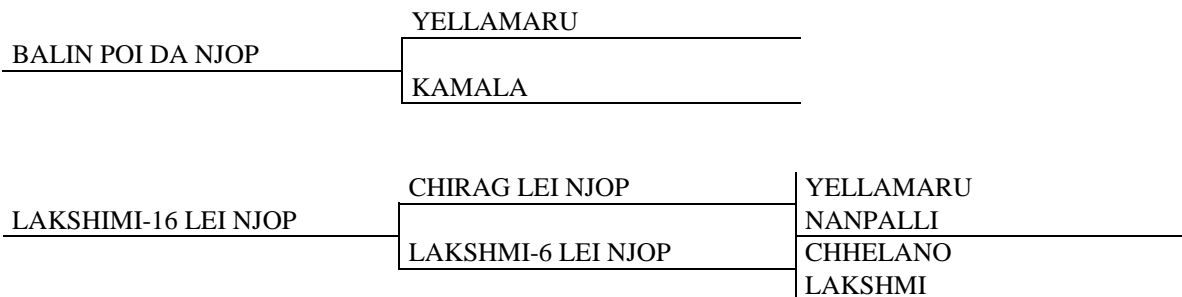 YELLAMARU
BALIN POI DA NJOP
KAMALA
CHIRAG LEI NJOP YELLAMARU
LAKSHIMI-16 LEI NJOP NANPALLI
LAKSHMI-6 LEI NJOP CHHELANO
LAKSHMI